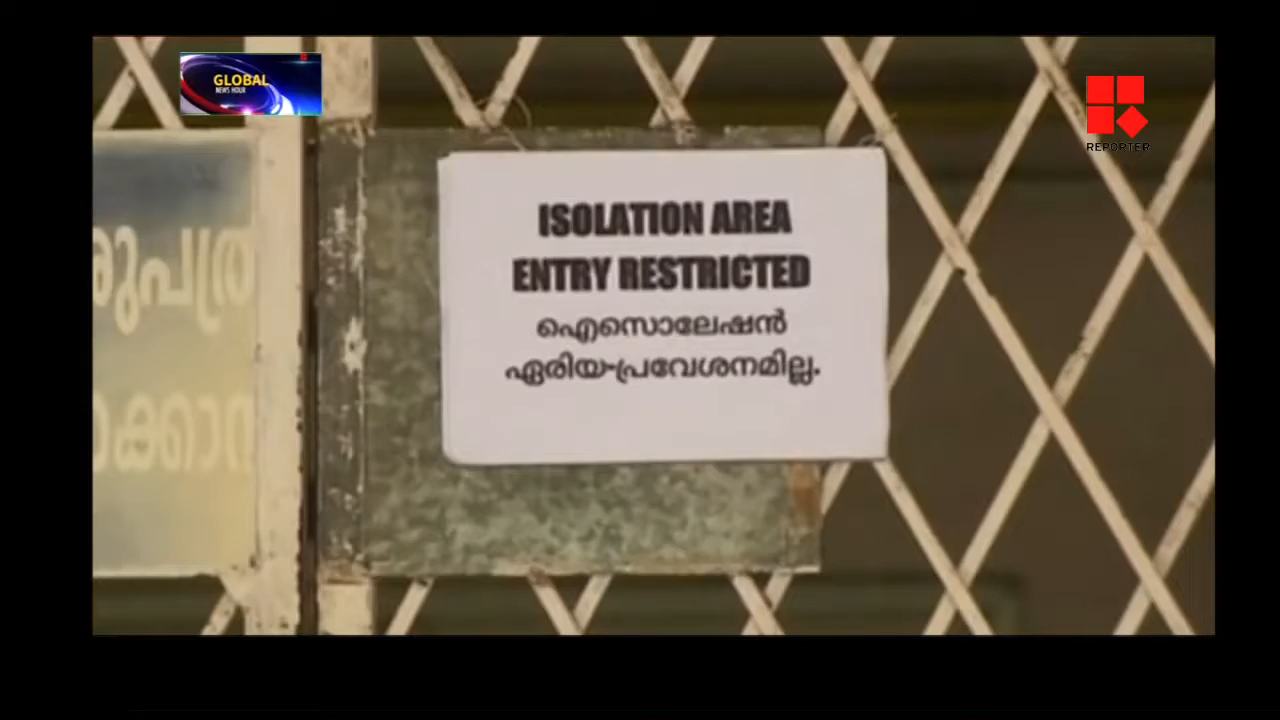 GLOBAL
NEWS HOUR
REPORTER
ISOLATION AREA
ENTRY RESTRICTED
ഐസൊലേഷൻ
ഏരിയ-പ്രവേശനമില്ല.